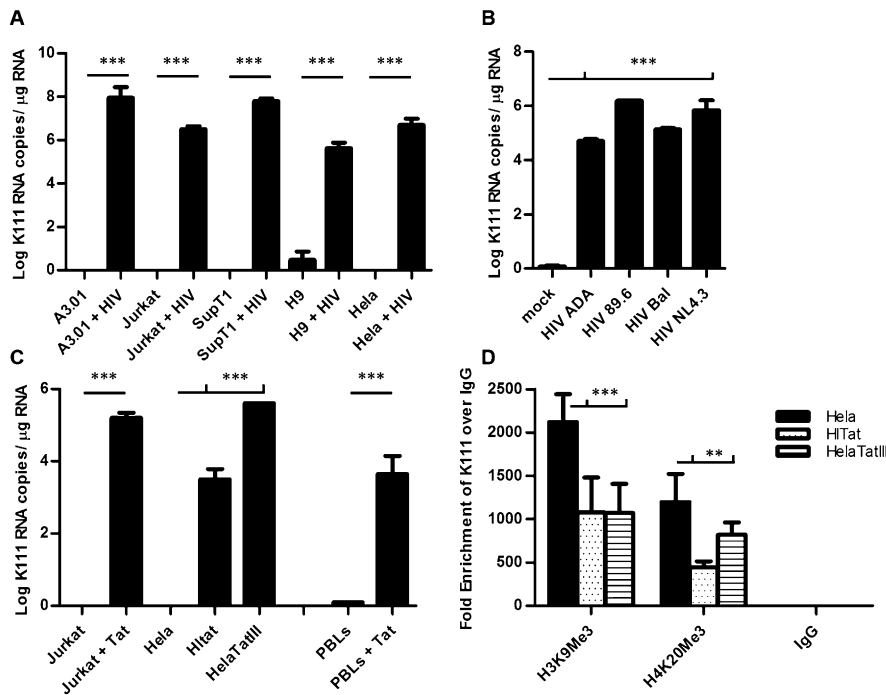 A
Log K111 RNA copies/ μg RNA
10
8
6
4
2
0
*** *** *** *** ***
A3.01
A3.01 + HIV
Jurkat
Jurkat + HIV
SupT1
SupT1 + HIV
H9
H9 + HIV
Hela
Hela + HIV
B
Log K111 RNA copies/ μg RNA
8
6
4
2
0
***
mock
HIV ADA
HIV 89.6
HIV Bal
HIV NL4.3
C
Log K111 RNA copies/ μg RNA
6
4
2
0
*** *** ***
Jurkat
Jurkat + Tat
Hela
HItat
HelaTatIII
PBLs
PBLs + Tat
D
Fold Enrichment of K111 over IgG
2500
2000
1500
1000
500
0
***
**
H3K9Me3
H4K20Me3
IgG
Hela
HITat
HelaTatIII